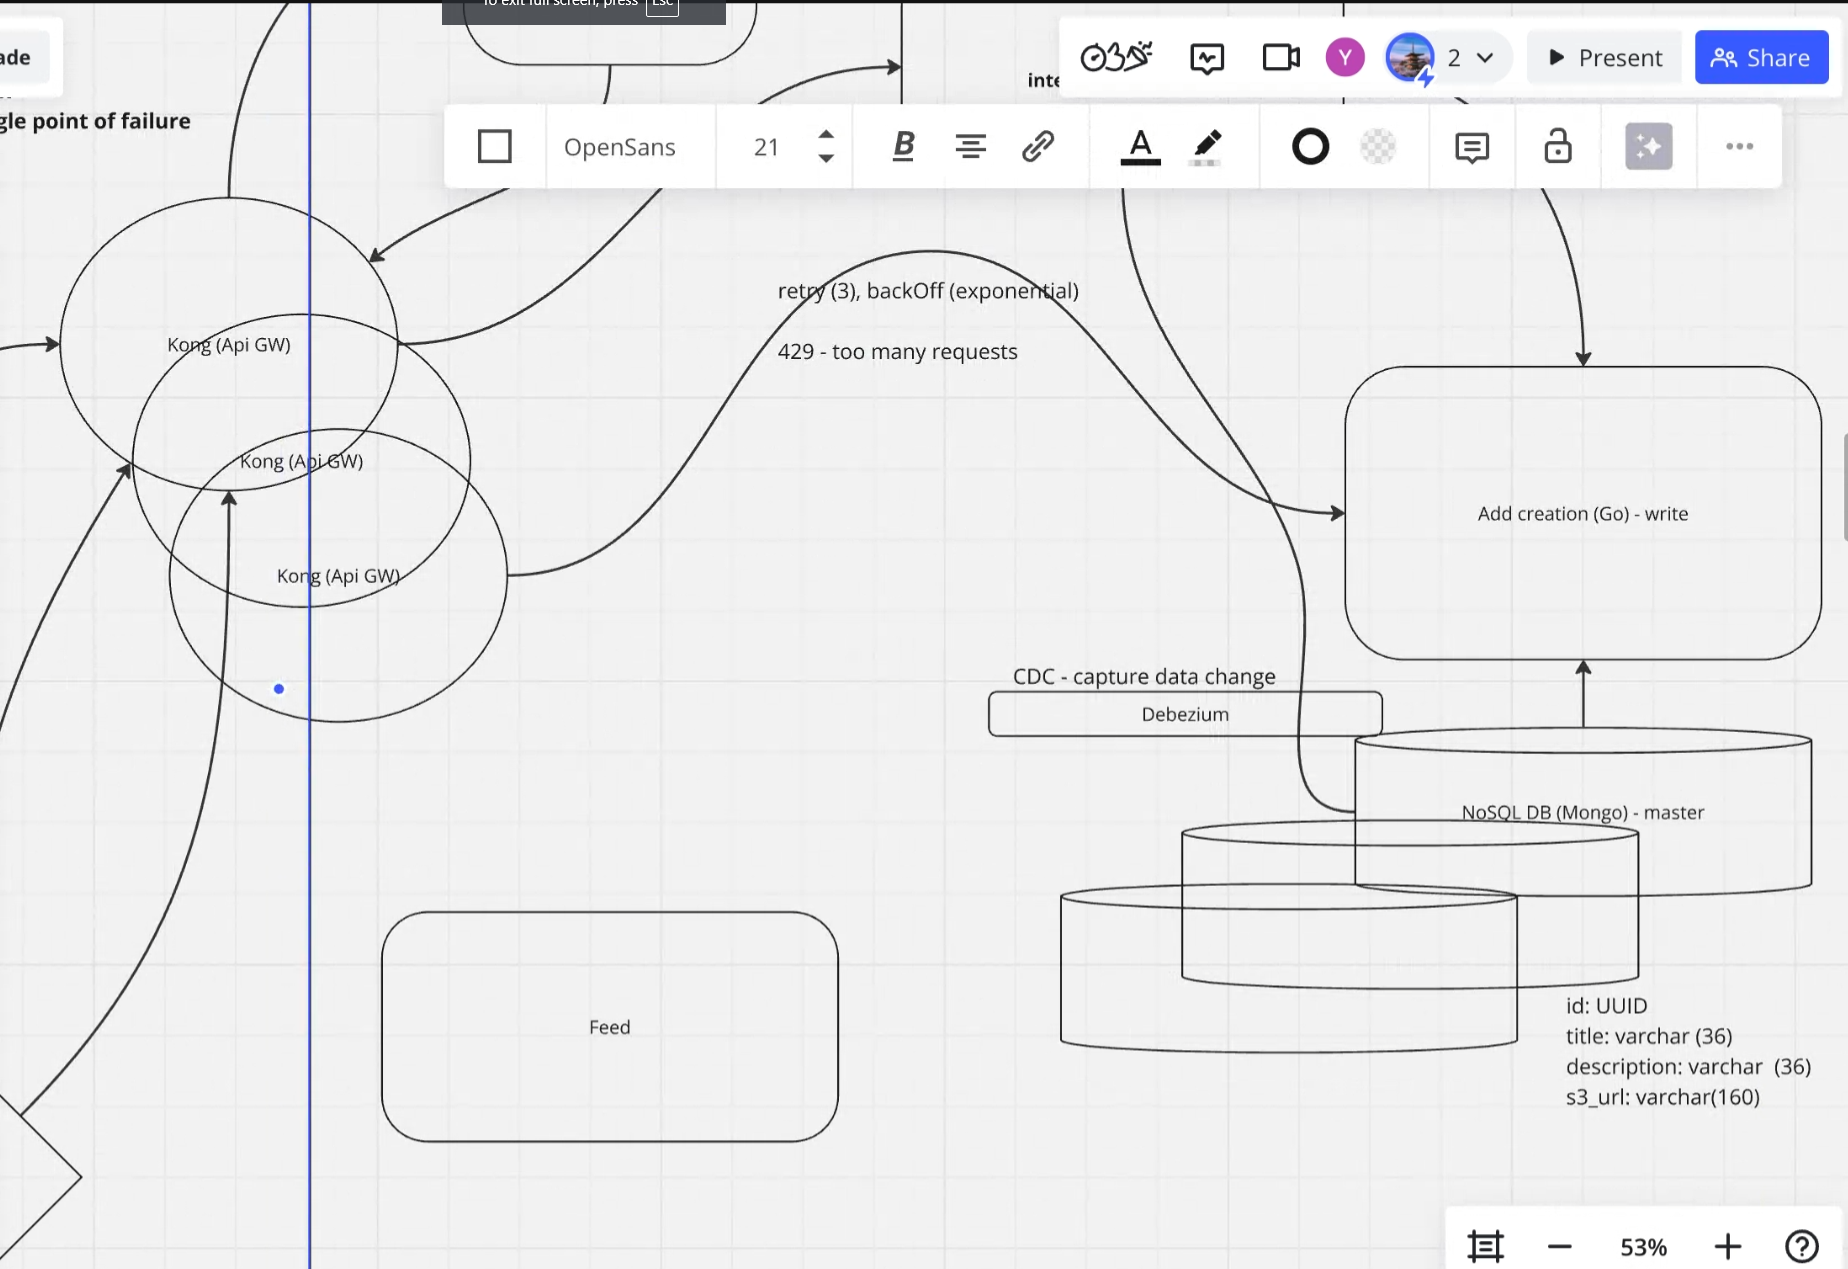 To exit full screen, press Esc
ade
gle point of failure
inte
Y
2
Present
Share
OpenSans
21
B
A
retry (3), backOff (exponential)
429 - too many requests
Kong (Api GW)
Kong (Api GW)
Kong (Api GW)
Add creation (Go) - write
CDC - capture data change
Debezium
NoSQL DB (Mongo) - master
Feed
id: UUID
title: varchar (36)
description: varchar (36)
s3_url: varchar(160)
53%